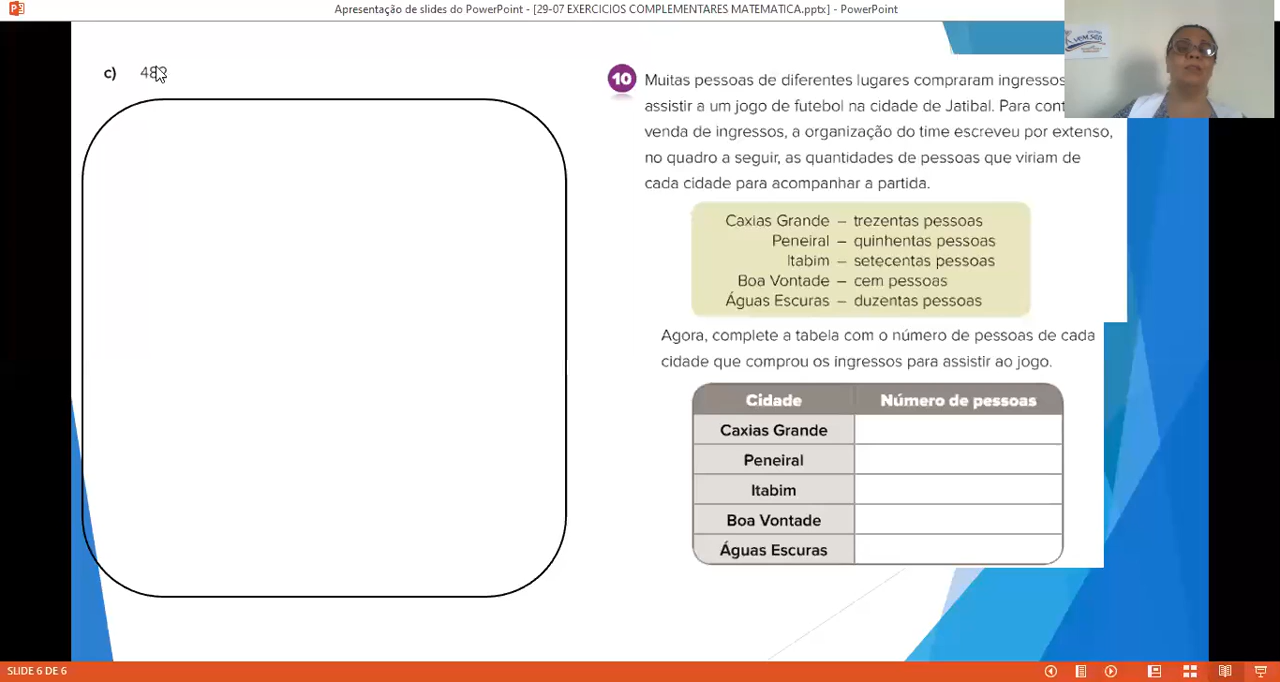 Apresentação de slides do PowerPoint - [29-07 EXERCICIOS COMPLEMENTARES MATEMATICA.pptx] - PowerPoint
c)
10 Muitas pessoas de diferentes lugares compraram ingressos
assistir a um jogo de futebol na cidade de Jatibal. Para
venda de ingressos, a organização do time escreveu por extenso,
no quadro a seguir, as quantidades de pessoas que viriam de
cada cidade para acompanhar a partida.
Caxias Grande – trezentas pessoas
Peneiral – quinhentas pessoas
Itabim – setecentas pessoas
Boa Vontade – cem pessoas
Águas Escuras – duzentas pessoas
Agora, complete a tabela com o número de pessoas de cada
cidade que comprou os ingressos para assistir ao jogo.
Cidade Número de pessoas
Caxias Grande
Peneiral
Itabim
Boa Vontade
Águas Escuras
SLIDE 6 DE 6